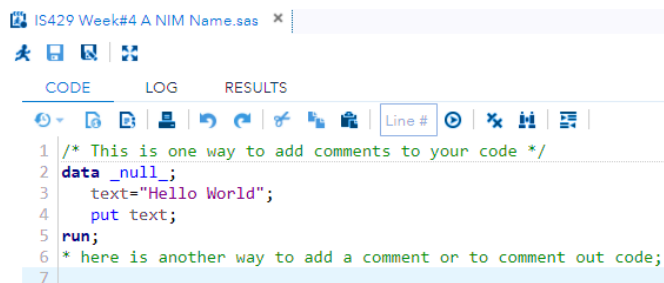 IS429 Week#4 A NIM Name.sas ×
CODE LOG RESULTS
Line #
1 /* This is one way to add comments to your code */
2 data _null_;
3 text="Hello World";
4 put text;
5 run;
6 * here is another way to add a comment or to comment out code;
7